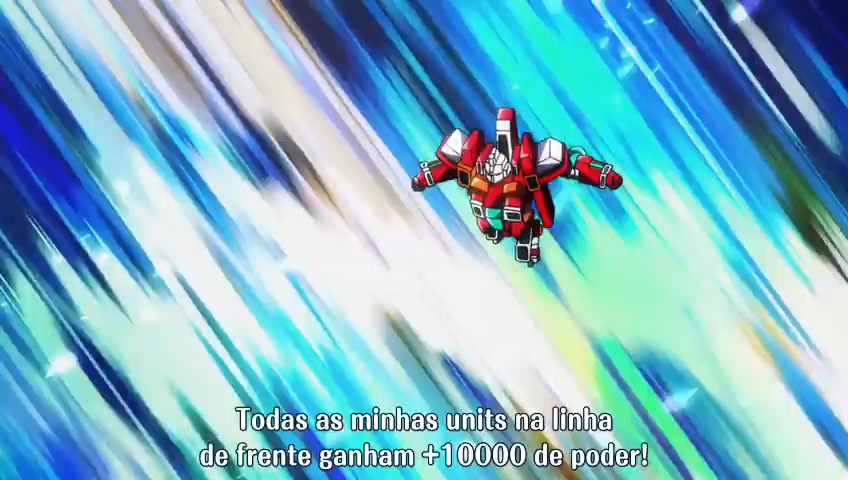 Todas as minhas units na linha
de frente ganham +10000 de poder!